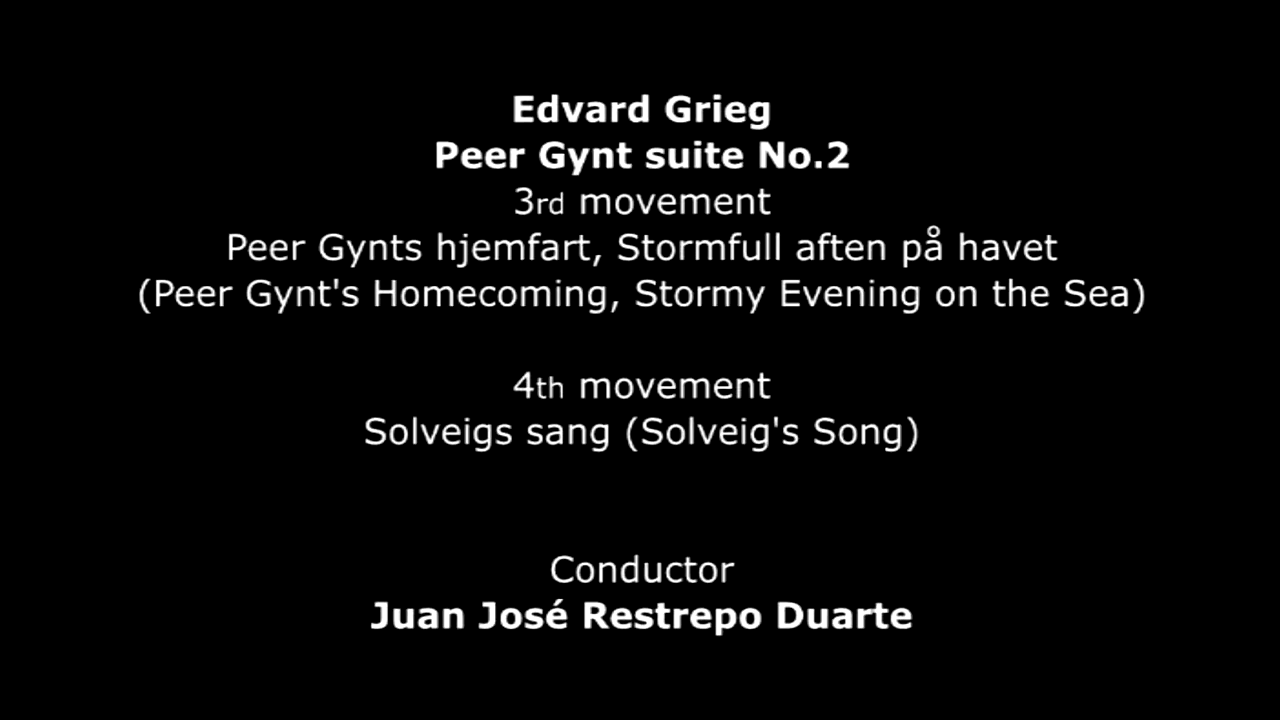 Edvard Grieg
Peer Gynt suite No.2
3rd movement
Peer Gynts hjemfart, Stormfull aften på havet
(Peer Gynt's Homecoming, Stormy Evening on the Sea)
4th movement
Solveigs sang (Solveig's Song)
Conductor
Juan José Restrepo Duarte